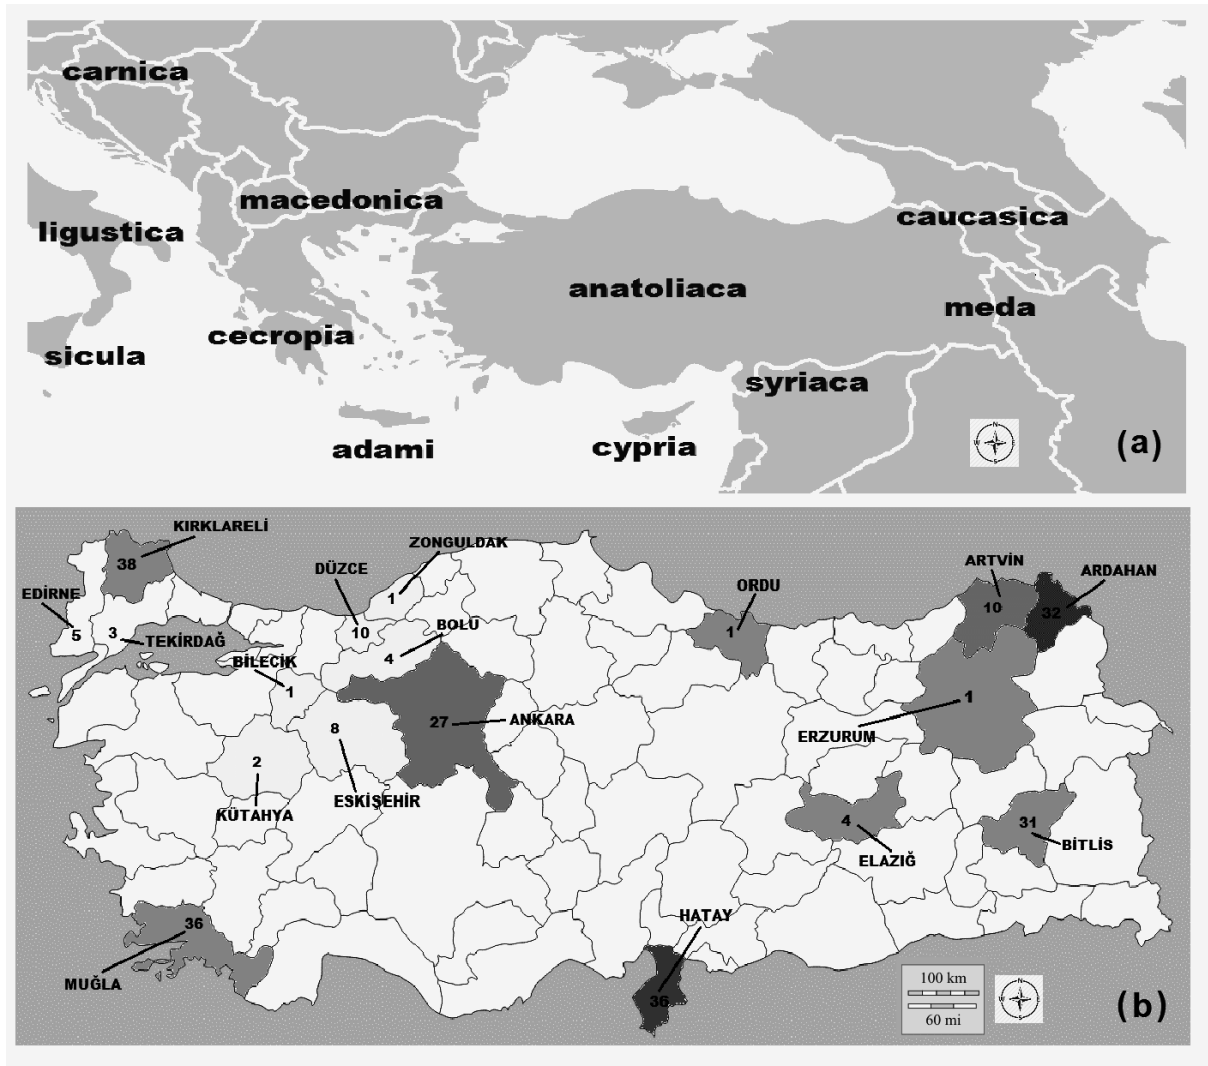 carnica
macedonica
ligustica
caucasica
anatoliaca
meda
cecropia
sicula
syriaca
adami
cypria
N
W E
S
(a)
KIRKLARELİ
38
ZONGULDAK
1
DÜZCE
10
ARTVİN
10
ARDAHAN
32
EDİRNE
5
3
TEKİRDAĞ
ORDU
1
BOLU
4
BİLECİK
1
27
ANKARA
8
ESKİŞEHİR
1
ERZURUM
2
KÜTAHYA
4
ELAZIĞ
31
BİTLİS
36
MUĞLA
HATAY
36
100 km
60 mi
N
W E
S
(b)